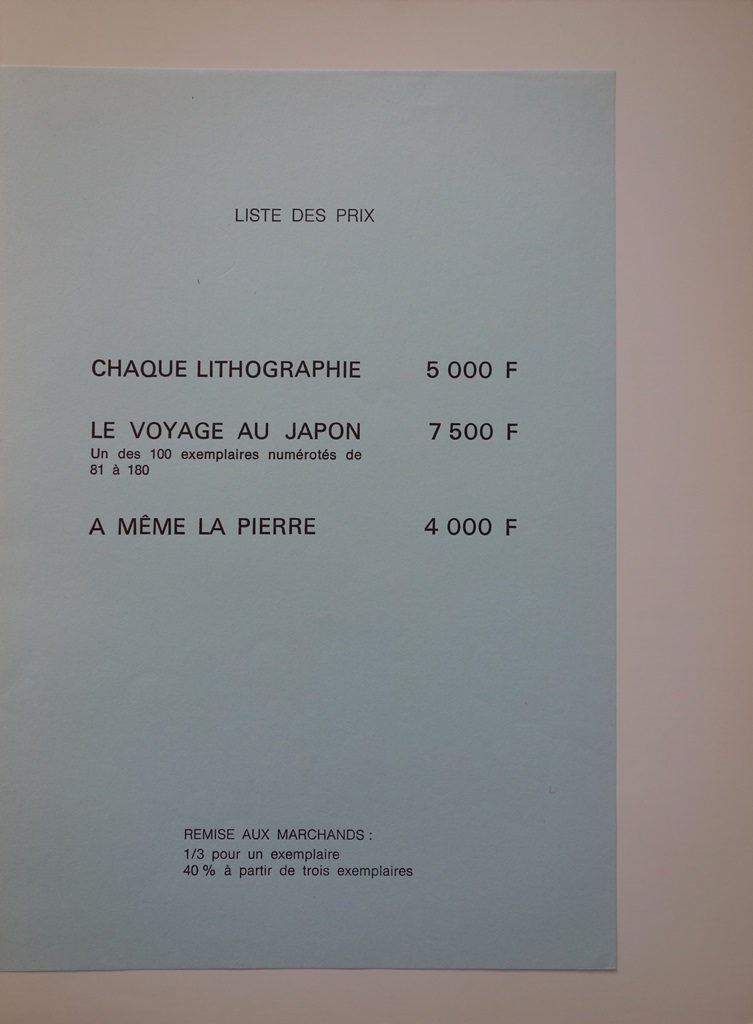 LISTE DES PRIX
CHAQUE LITHOGRAPHIE 5 000 F
LE VOYAGE AU JAPON 7 500 F
Un des 100 exemplaires numérotés de
81 à 180
A MÊME LA PIERRE 4 000 F
REMISE AUX MARCHANDS :
1/3 pour un exemplaire
40 % à partir de trois exemplaires